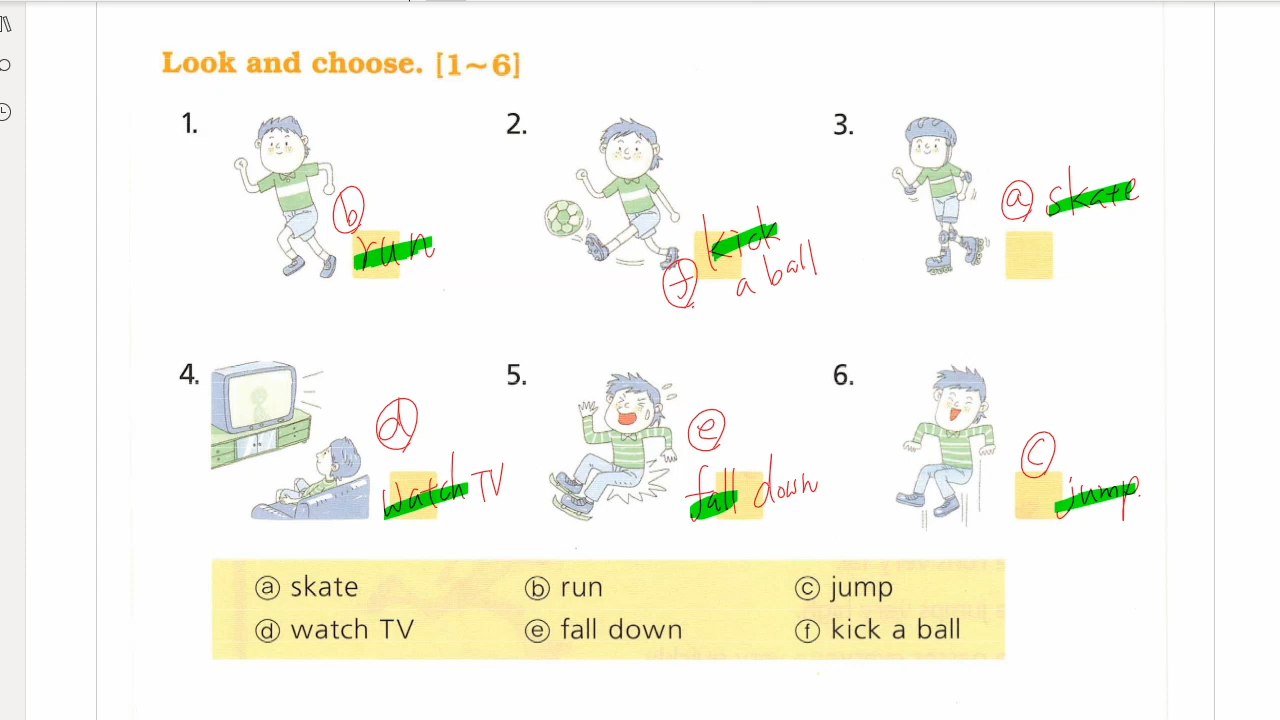 Look and choose. [1~6]
1.
ⓑ
run
2.
kick
ⓕ a ball
3.
ⓐ skate
4.
ⓓ
watch TV
5.
ⓔ
fall down
6.
ⓒ
jump.
ⓐ skate ⓑ run ⓒ jump
ⓓ watch TV ⓔ fall down ⓕ kick a ball